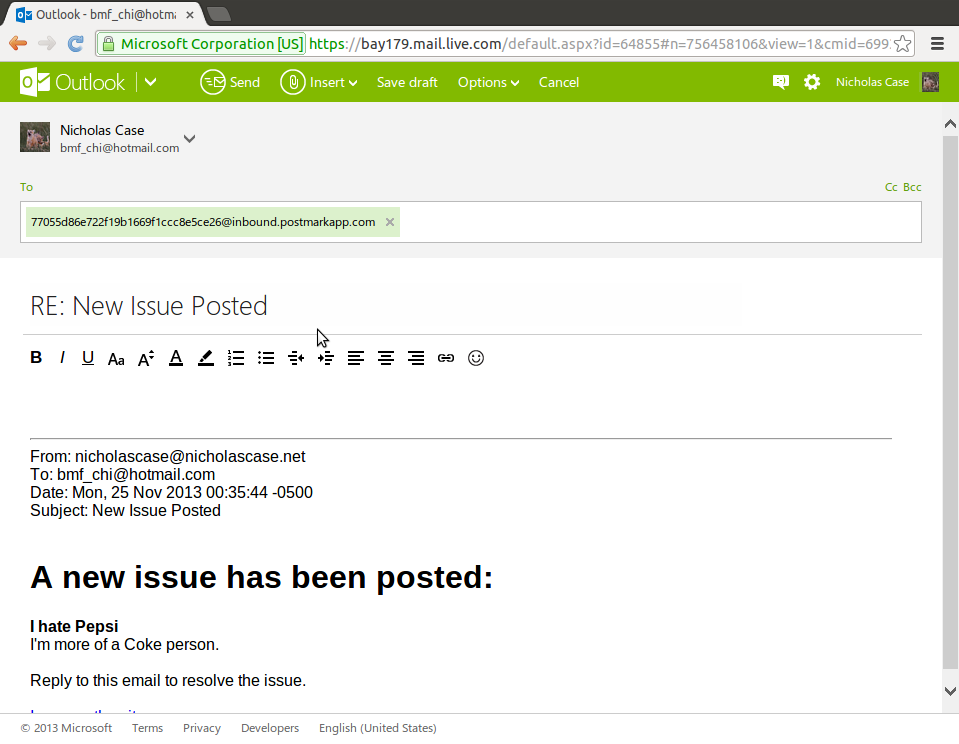 Outlook - bmf_chi@hotma
Microsoft Corporation [US] https://bay179.mail.live.com/default.aspx?id=64855#n=756458106&view=1&cmid=699
Outlook Send Insert Save draft Options Cancel Nicholas Case
Nicholas Case
bmf_chi@hotmail.com
To Cc Bcc
77055d86e722f19b1669f1ccc8e5ce26@inbound.postmarkapp.com
RE: New Issue Posted
B I U Aa A A
From: nicholascase@nicholascase.net
To: bmf_chi@hotmail.com
Date: Mon, 25 Nov 2013 00:35:44 -0500
Subject: New Issue Posted
A new issue has been posted:
I hate Pepsi
I'm more of a Coke person.
Reply to this email to resolve the issue.
© 2013 Microsoft Terms Privacy Developers English (United States)